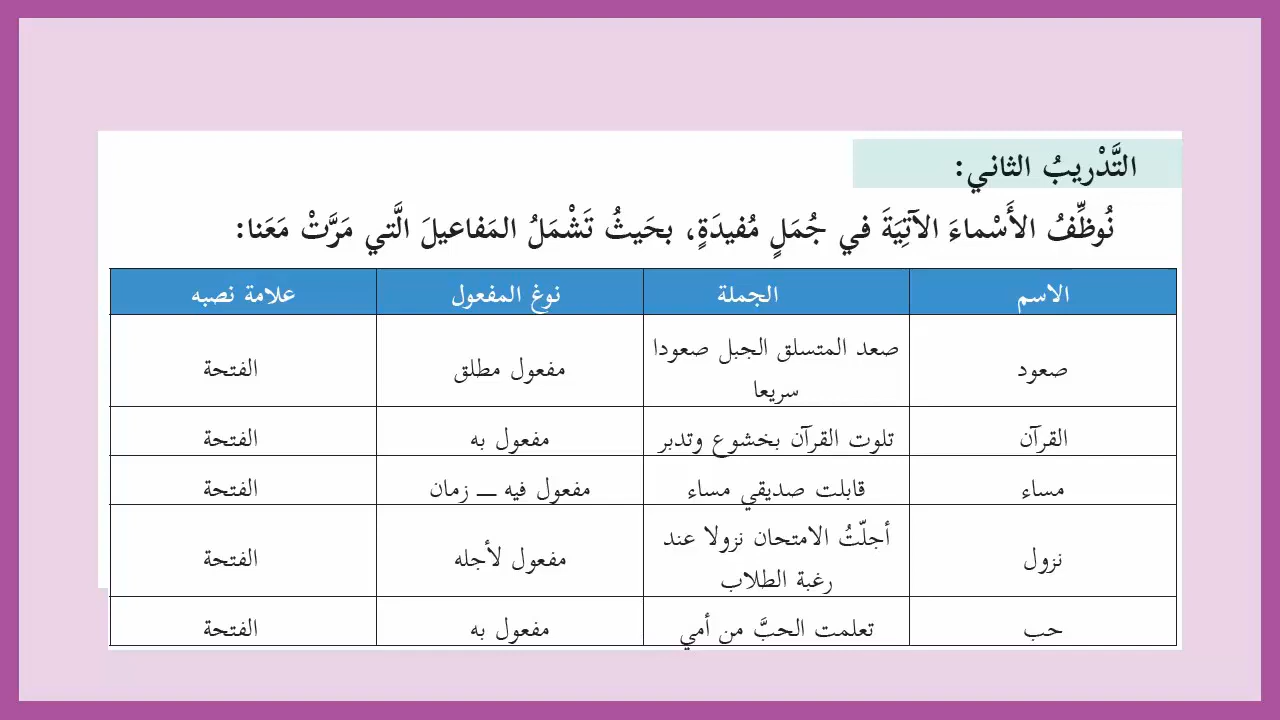 التَّدْريبُ الثاني:
نُوظِّفُ الأَسْماءَ الآتِيَةَ في جُمَلٍ مُفيدَةٍ، بحَيثُ تَشْمَلُ المَفاعيلَ الَّتي مَرَّتْ مَعَنا:
الاسم الجملة نوغ المفعول علامة نصبه
صعود صعد المتسلق الجبل صعودا سريعا مفعول مطلق الفتحة
القرآن تلوت القرآن بخشوع وتدبر مفعول به الفتحة
مساء قابلت صديقي مساء مفعول فيه ــ زمان الفتحة
نزول أجلّتُ الامتحان نزولا عند رغبة الطلاب مفعول لأجله الفتحة
حب تعلمت الحبَّ من أمي مفعول به الفتحة